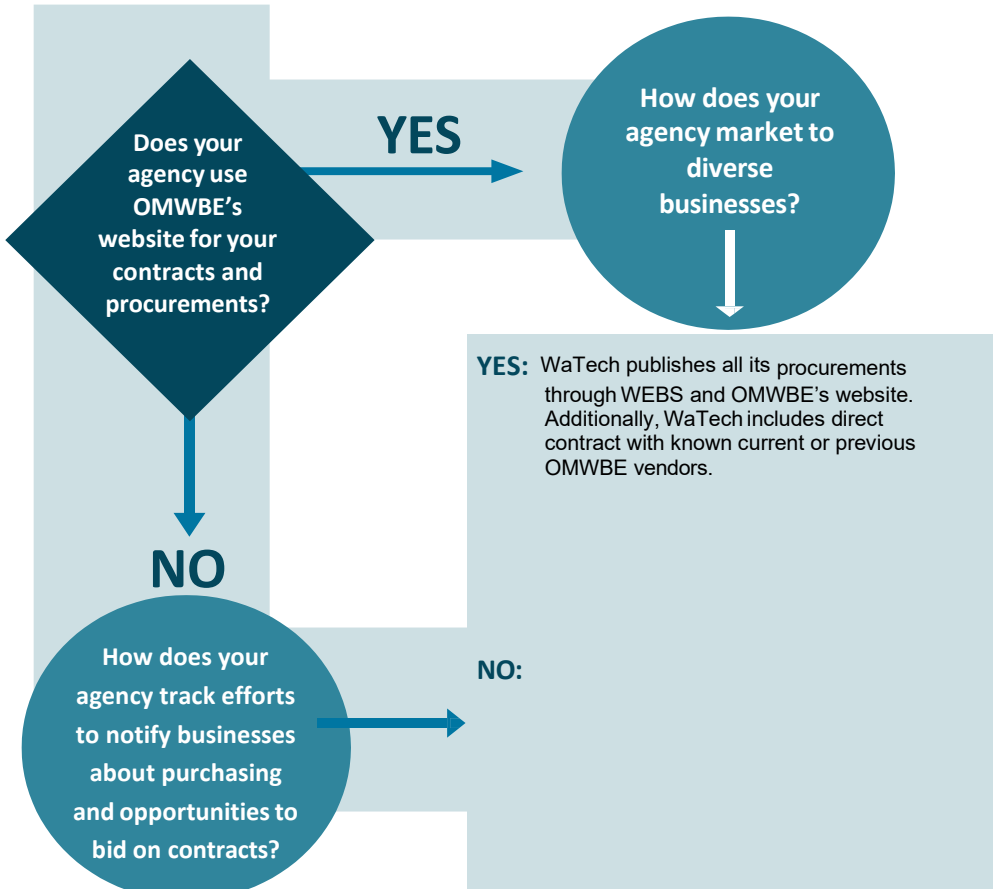 Does your
agency use
OMWBE's
website for your
contracts and
procurements?
YES
How does your
agency market to
diverse
businesses?
YES: WaTech publishes all its procurements
through WEBS and OMWBE's website.
Additionally, WaTech includes direct
contract with known current or previous
OMWBE vendors.
NO
How does your
agency track efforts
to notify businesses
about purchasing
and opportunities to
bid on contracts?
NO: